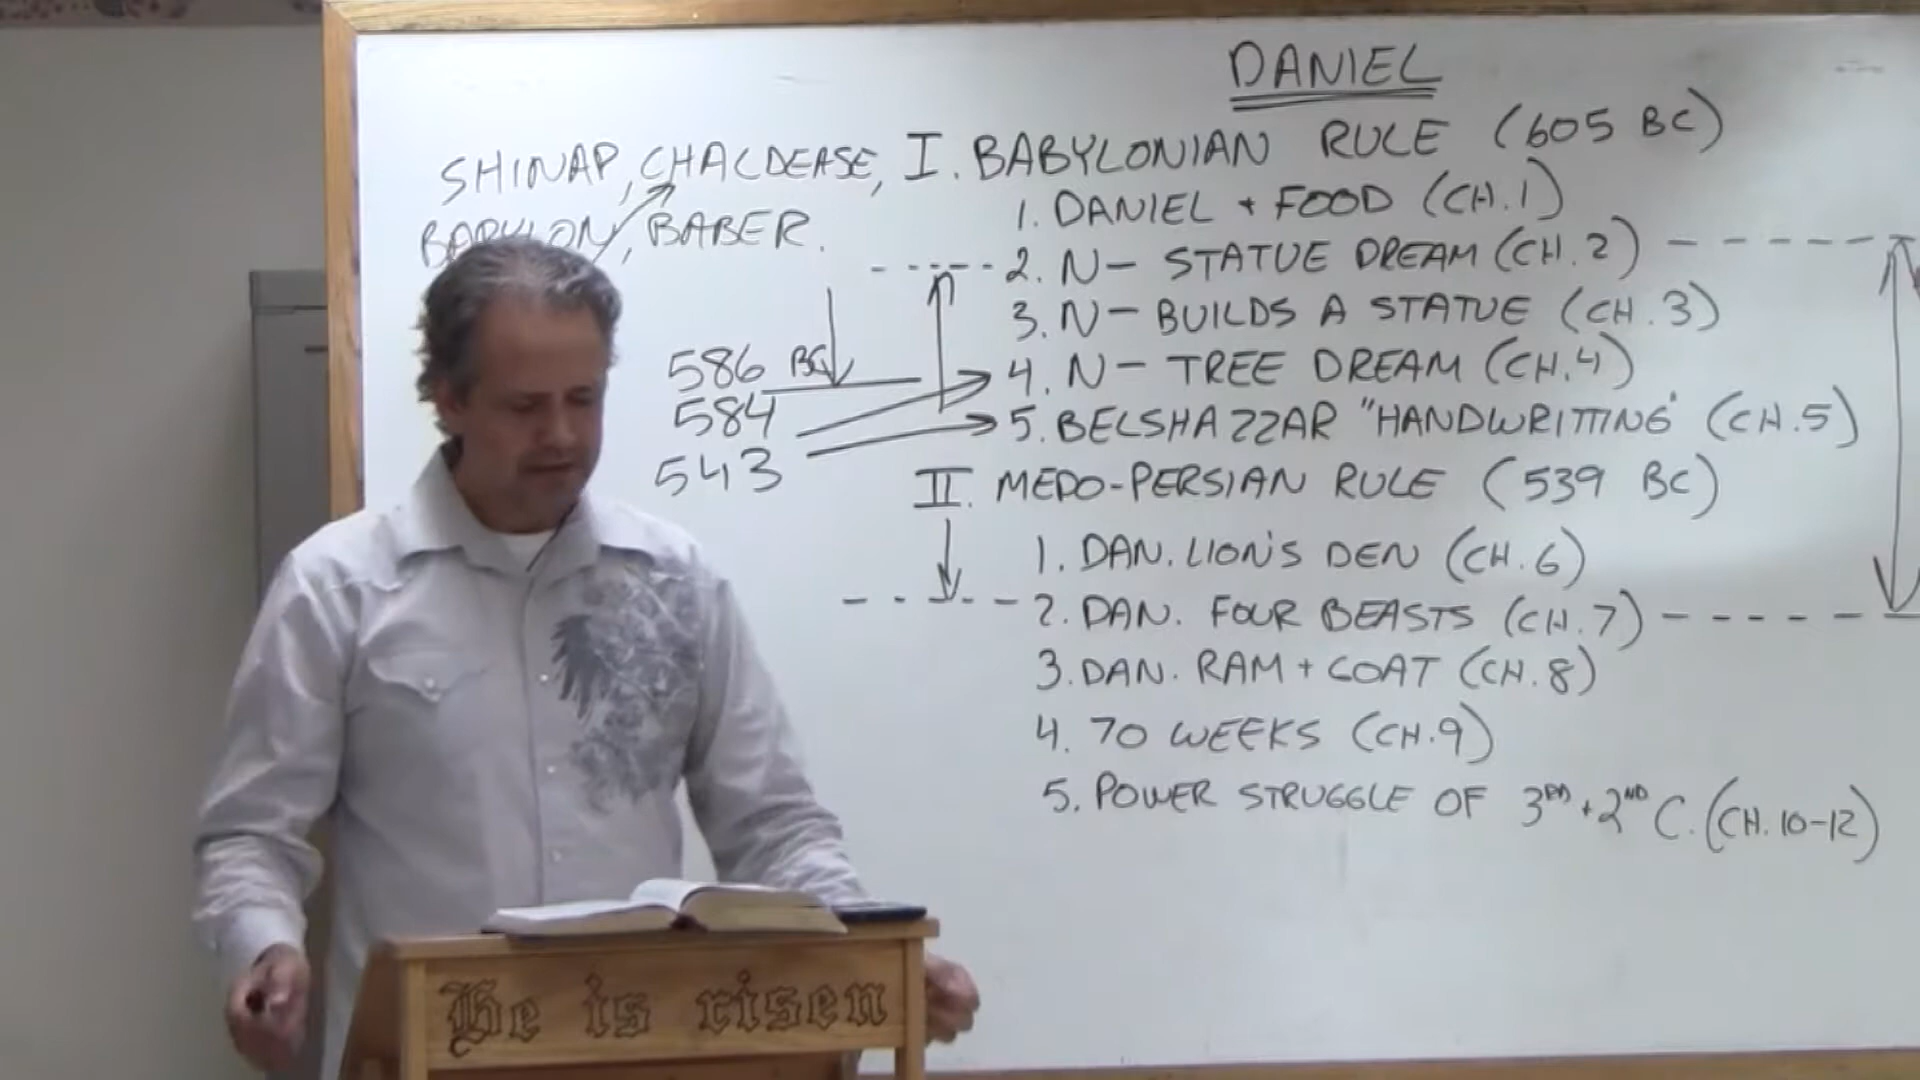 DANIEL
SHINAP, CHALDEASE,
BABYLON, BABER.
586 BC
584
543
I. BABYLONIAN RULE (605 BC)
1. DANIEL + FOOD (CH. 1)
2. N- STATUE DREAM (CH. 2)
3. N- BUILDS A STATUE (CH. 3)
4. N- TREE DREAM (CH. 4)
5. BELSHAZZAR "HANDWRITTING" (CH. 5)
II. MEDO-PERSIAN RULE (539 BC)
1. DAN. LION'S DEN (CH. 6)
2. DAN. FOUR BEASTS (CH. 7)
3. DAN. RAM + GOAT (CH. 8)
4. 70 WEEKS (CH. 9)
5. POWER STRUGGLE OF 3RD + 2ND C. (CH. 10-12)
He is risen